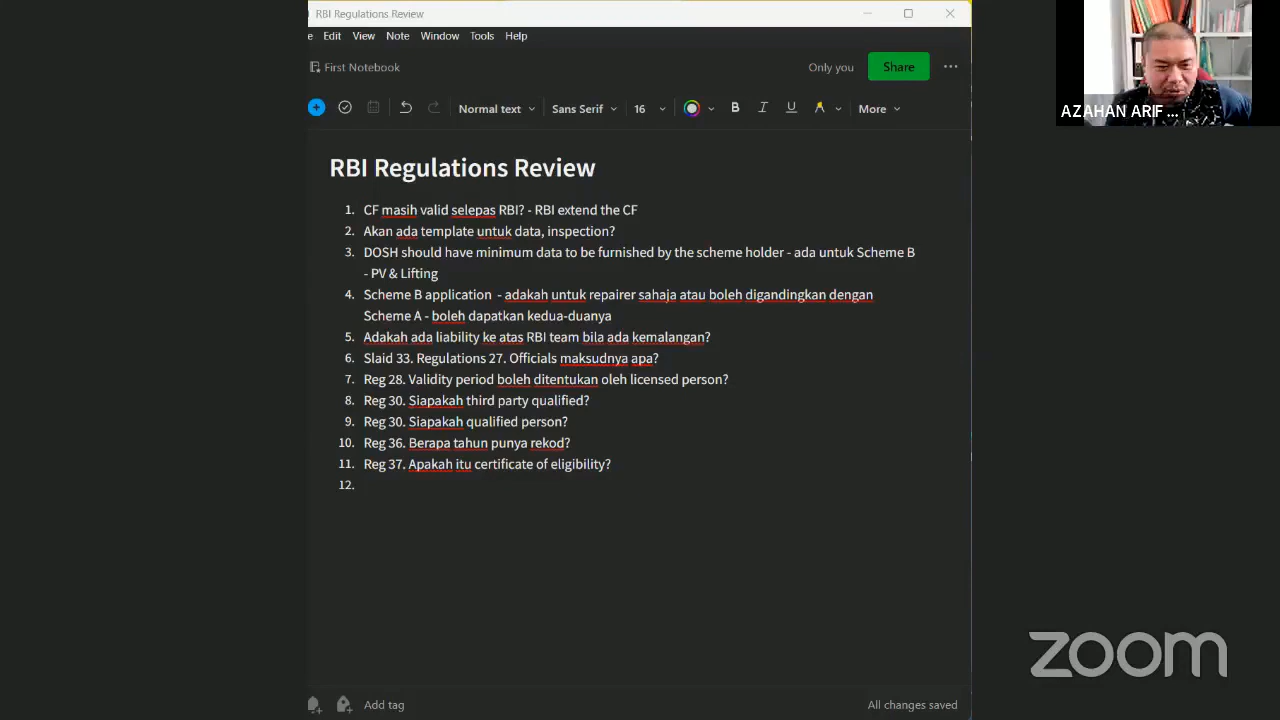 RBI Regulations Review
Edit View Note Window Tools Help
First Notebook
Only you
Share
Normal text
Sans Serif
16
B
I
U
A
More
RBI Regulations Review
1. CF masih valid selepas RBI? - RBI extend the CF
2. Akan ada template untuk data, inspection?
3. DOSH should have minimum data to be furnished by the scheme holder - ada untuk Scheme B
- PV & Lifting
4. Scheme B application - adakah untuk repairer sahaja atau boleh digandingkan dengan
Scheme A - boleh dapatkan kedua-duanya
5. Adakah ada liability ke atas RBI team bila ada kemalangan?
6. Slaid 33. Regulations 27. Officials maksudnya apa?
7. Reg 28. Validity period boleh ditentukan oleh licensed person?
8. Reg 30. Siapakah third party qualified?
9. Reg 30. Siapakah qualified person?
10. Reg 36. Berapa tahun punya rekod?
11. Reg 37. Apakah itu certificate of eligibility?
12.
Add tag
All changes saved
AZAHAN ARIF ...
zoom